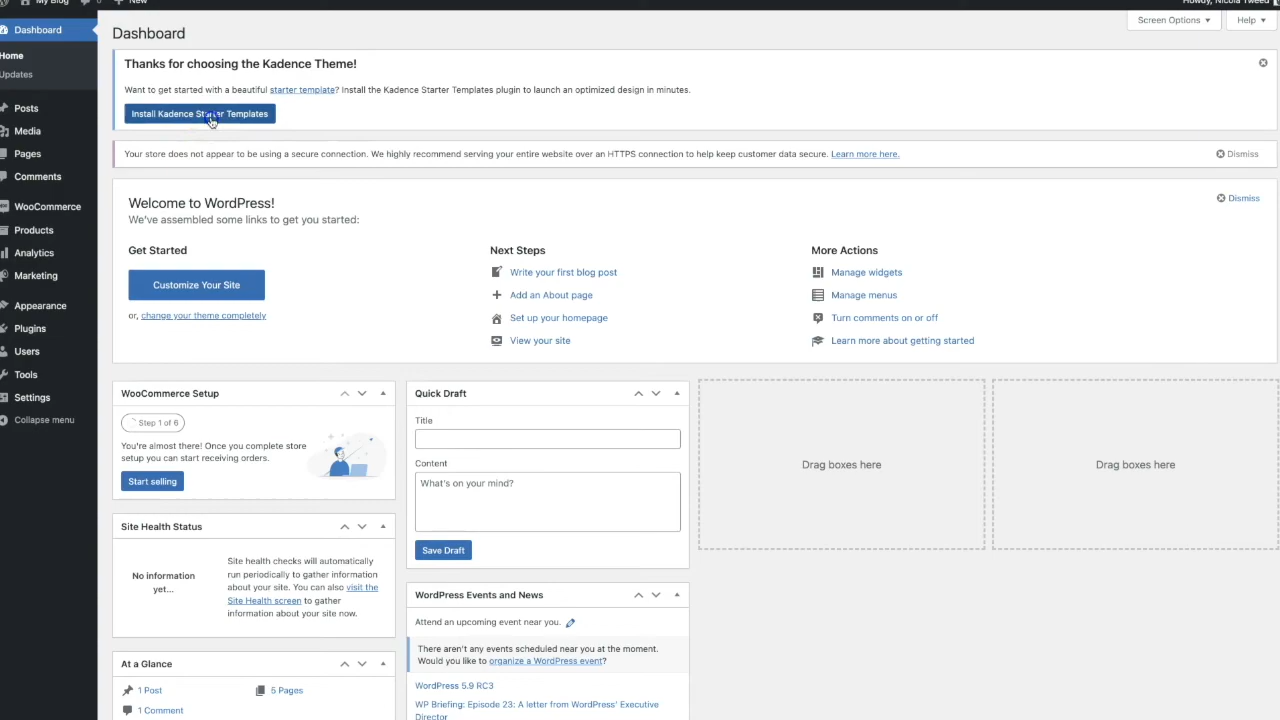 My Blog
0
New
Howdy, Nicola Tweed
Dashboard
Home
Updates
Posts
Media
Pages
Comments
WooCommerce
Products
Analytics
Marketing
Appearance
Plugins
Users
Tools
Settings
Collapse menu
Screen Options
Help
Dashboard
Thanks for choosing the Kadence Theme!
Want to get started with a beautiful starter template? Install the Kadence Starter Templates plugin to launch an optimized design in minutes.
Install Kadence Starter Templates
Your store does not appear to be using a secure connection. We highly recommend serving your entire website over an HTTPS connection to help keep customer data secure. Learn more here.
Dismiss
Welcome to WordPress!
We've assembled some links to get you started:
Dismiss
Get Started
Customize Your Site
or, change your theme completely
Next Steps
Write your first blog post
Add an About page
Set up your homepage
View your site
More Actions
Manage widgets
Manage menus
Turn comments on or off
Learn more about getting started
WooCommerce Setup
Step 1 of 6
You're almost there! Once you complete store
setup you can start receiving orders.
Start selling
Site Health Status
No information
yet...
Site health checks will automatically
run periodically to gather information
about your site. You can also visit the
Site Health screen to gather
information about your site now.
At a Glance
1 Post
5 Pages
1 Comment
Quick Draft
Title
Content
What's on your mind?
Save Draft
WordPress Events and News
Attend an upcoming event near you.
There aren't any events scheduled near you at the moment.
Would you like to organize a WordPress event?
WordPress 5.9 RC3
WP Briefing: Episode 23: A letter from WordPress' Executive
Director
Drag boxes here
Drag boxes here